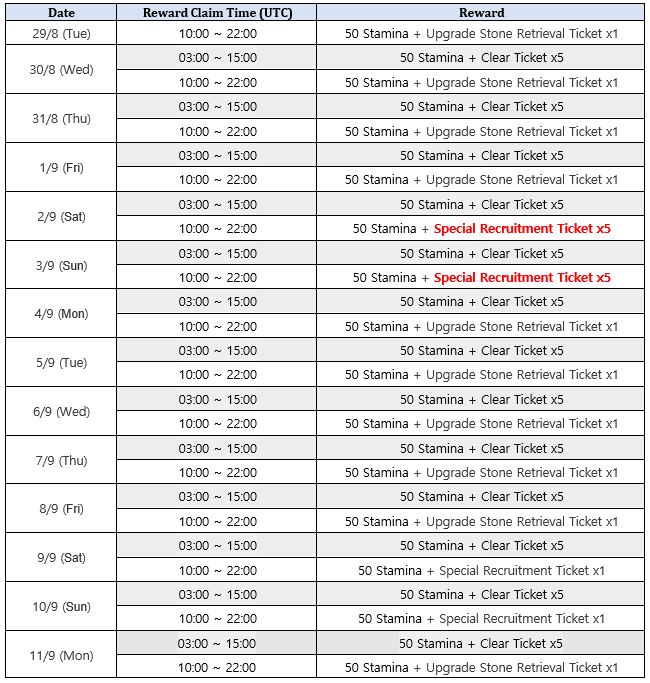 Date Reward Claim Time (UTC) Reward
29/8 (Tue) 10:00 ~ 22:00 50 Stamina + Upgrade Stone Retrieval Ticket x1
30/8 (Wed) 03:00 ~ 15:00 50 Stamina + Clear Ticket x5
10:00 ~ 22:00 50 Stamina + Upgrade Stone Retrieval Ticket x1
31/8 (Thu) 03:00 ~ 15:00 50 Stamina + Clear Ticket x5
10:00 ~ 22:00 50 Stamina + Upgrade Stone Retrieval Ticket x1
1/9 (Fri) 03:00 ~ 15:00 50 Stamina + Clear Ticket x5
10:00 ~ 22:00 50 Stamina + Upgrade Stone Retrieval Ticket x1
2/9 (Sat) 03:00 ~ 15:00 50 Stamina + Clear Ticket x5
10:00 ~ 22:00 50 Stamina + Special Recruitment Ticket x5
3/9 (Sun) 03:00 ~ 15:00 50 Stamina + Clear Ticket x5
10:00 ~ 22:00 50 Stamina + Special Recruitment Ticket x5
4/9 (Mon) 03:00 ~ 15:00 50 Stamina + Clear Ticket x5
10:00 ~ 22:00 50 Stamina + Upgrade Stone Retrieval Ticket x1
5/9 (Tue) 03:00 ~ 15:00 50 Stamina + Clear Ticket x5
10:00 ~ 22:00 50 Stamina + Upgrade Stone Retrieval Ticket x1
6/9 (Wed) 03:00 ~ 15:00 50 Stamina + Clear Ticket x5
10:00 ~ 22:00 50 Stamina + Upgrade Stone Retrieval Ticket x1
7/9 (Thu) 03:00 ~ 15:00 50 Stamina + Clear Ticket x5
10:00 ~ 22:00 50 Stamina + Upgrade Stone Retrieval Ticket x1
8/9 (Fri) 03:00 ~ 15:00 50 Stamina + Clear Ticket x5
10:00 ~ 22:00 50 Stamina + Upgrade Stone Retrieval Ticket x1
9/9 (Sat) 03:00 ~ 15:00 50 Stamina + Clear Ticket x5
10:00 ~ 22:00 50 Stamina + Special Recruitment Ticket x1
10/9 (Sun) 03:00 ~ 15:00 50 Stamina + Clear Ticket x5
10:00 ~ 22:00 50 Stamina + Special Recruitment Ticket x1
11/9 (Mon) 03:00 ~ 15:00 50 Stamina + Clear Ticket x5
10:00 ~ 22:00 50 Stamina + Upgrade Stone Retrieval Ticket x1